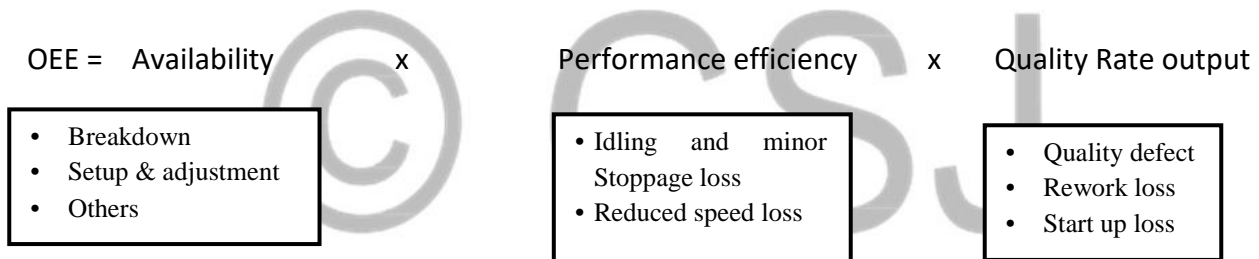 © GSJ
OEE = Availability x Performance efficiency x Quality Rate output
• Breakdown
• Setup & adjustment
• Others
• Idling and minor
Stoppage loss
• Reduced speed loss
• Quality defect
• Rework loss
• Start up loss